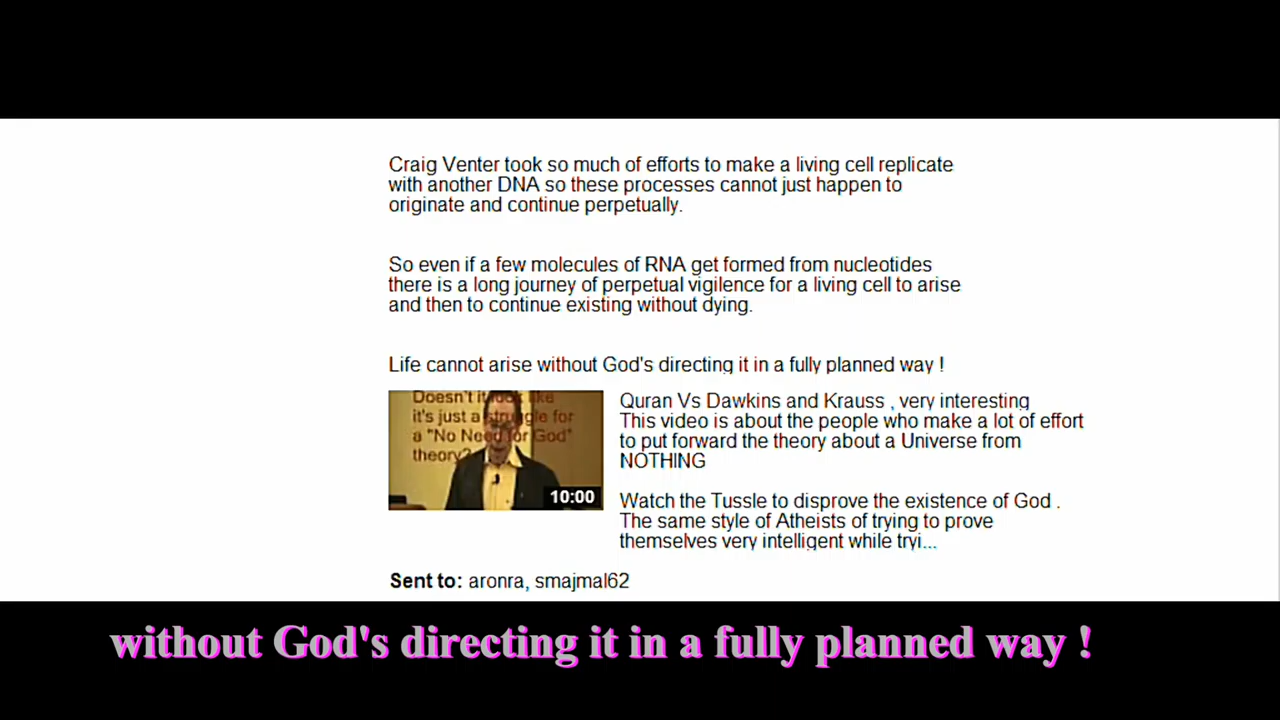 Craig Venter took so much of efforts to make a living cell replicate
with another DNA so these processes cannot just happen to
originate and continue perpetually.
So even if a few molecules of RNA get formed from nucleotides
there is a long journey of perpetual vigilence for a living cell to arise
and then to continue existing without dying.
Life cannot arise without God's directing it in a fully planned way !
Doesn't it look like
it's just a struggle for
a "No Need for God"
theory?
10:00
Quran Vs Dawkins and Krauss , very interesting
This video is about the people who make a lot of effort
to put forward the theory about a Universe from
NOTHING
Watch the Tussle to disprove the existence of God .
The same style of Atheists of trying to prove
themselves very intelligent while tryi...
Sent to: aronra, smajmal62
without God's directing it in a fully planned way !